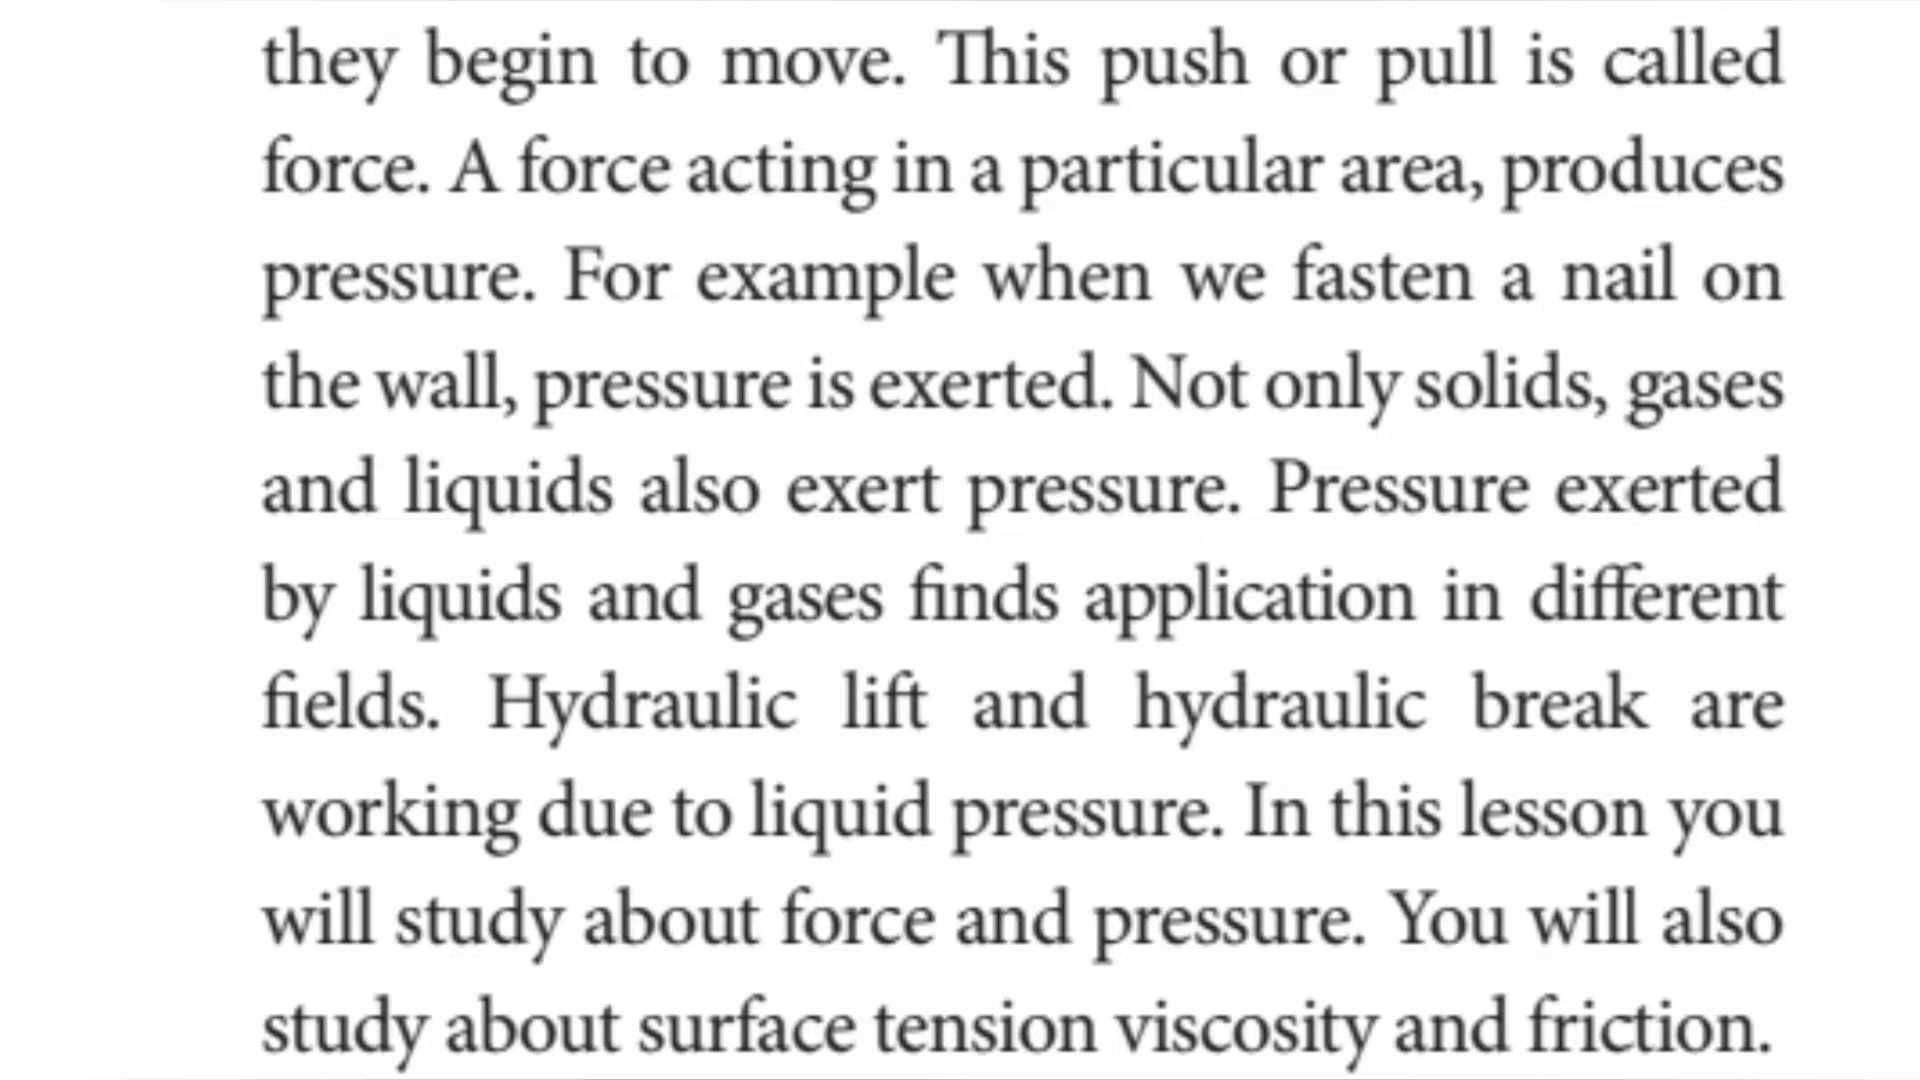 they begin to move. This push or pull is called
force. A force acting in a particular area, produces
pressure. For example when we fasten a nail on
the wall, pressure is exerted. Not only solids, gases
and liquids also exert pressure. Pressure exerted
by liquids and gases finds application in different
fields. Hydraulic lift and hydraulic break are
working due to liquid pressure. In this lesson you
will study about force and pressure. You will also
study about surface tension viscosity and friction.